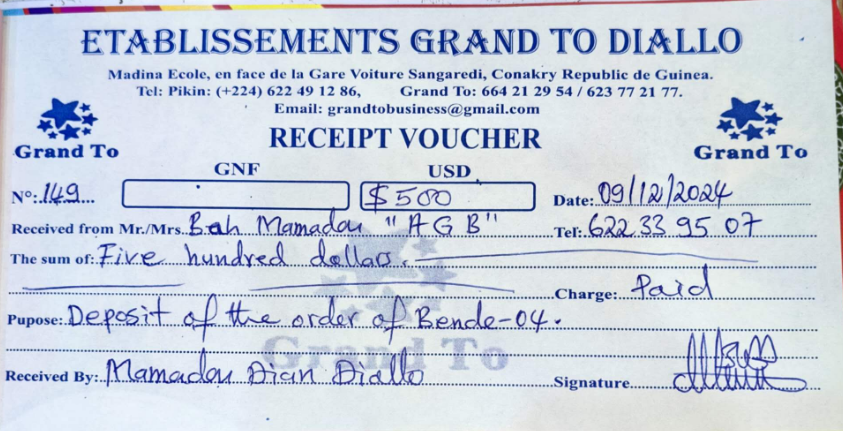 ETABLISSEMENTS GRAND TO DIALLO
Madina Ecole, en face de la Gare Voiture Sangaredi, Conakry Republic de Guinea.
Tel: Pikin: (+224) 622 49 12 86, Grand To: 664 21 29 54 / 623 77 21 77.
Email: grandtobusiness@gmail.com
Grand To RECEIPT VOUCHER Grand To
GNF USD
N°: 149 $500 Date: 09/12/2024
Received from Mr./Mrs. Bah Mamadou "AGB" Tel: 622 33 95 07
The sum of: Five hundred dollars.
Charge: Paid
Pupose: Deposit of the order of Bende-04.
Grand To
Received By: Mamadou Dian Diallo Signature